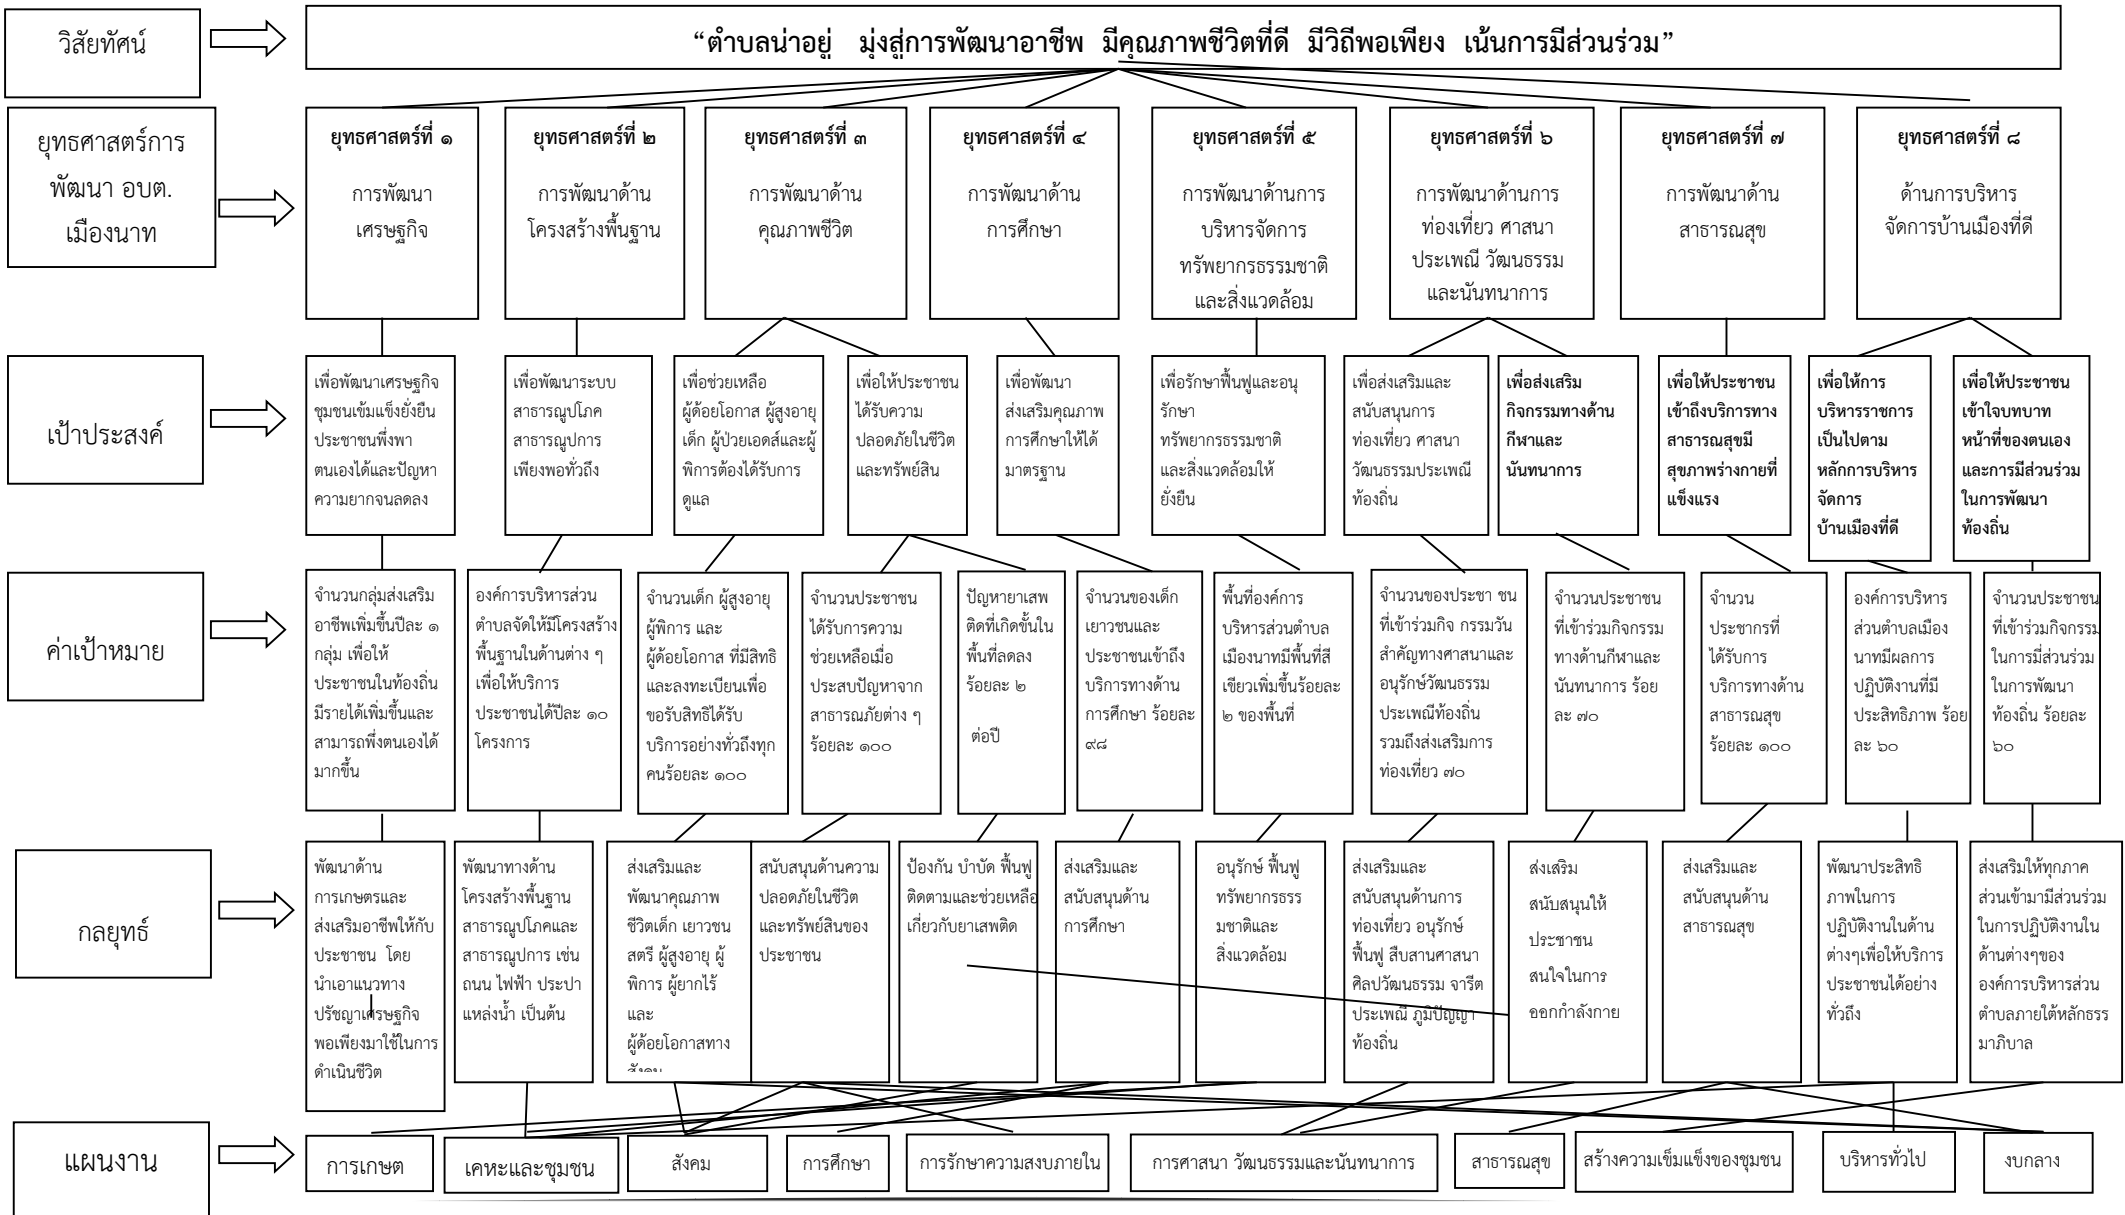 วิสัยทัศน์
“ตำบลน่าอยู่ มุ่งสู่การพัฒนาอาชีพ มีคุณภาพชีวิตที่ดี มีวิถีพอเพียง เน้นการมีส่วนร่วม”
ยุทธศาสตร์การ
พัฒนา อบต.
เมืองนาท
ยุทธศาสตร์ที่ ๑
การพัฒนา
เศรษฐกิจ
ยุทธศาสตร์ที่ ๒
การพัฒนาด้าน
โครงสร้างพื้นฐาน
ยุทธศาสตร์ที่ ๓
การพัฒนาด้าน
คุณภาพชีวิต
ยุทธศาสตร์ที่ ๔
การพัฒนาด้าน
การศึกษา
ยุทธศาสตร์ที่ ๕
การพัฒนาด้านการ
บริหารจัดการ
ทรัพยากรธรรมชาติ
และสิ่งแวดล้อม
ยุทธศาสตร์ที่ ๖
การพัฒนาด้านการ
ท่องเที่ยว ศาสนา
ประเพณี วัฒนธรรม
และนันทนาการ
ยุทธศาสตร์ที่ ๗
การพัฒนาด้าน
สาธารณสุข
ยุทธศาสตร์ที่ ๘
ด้านการบริหาร
จัดการบ้านเมืองที่ดี
เป้าประสงค์
เพื่อพัฒนาเศรษฐกิจ
ชุมชนเข้มแข็งยั่งยืน
ประชาชนพึ่งพา
ตนเองได้และปัญหา
ความยากจนลดลง
เพื่อพัฒนาระบบ
สาธารณูปโภค
สาธารณูปการ
เพียงพอทั่วถึง
เพื่อช่วยเหลือ
ผู้ด้อยโอกาส ผู้สูงอายุ
เด็ก ผู้ป่วยเอดส์และผู้
พิการต้องได้รับการ
ดูแล
เพื่อให้ประชาชน
ได้รับความ
ปลอดภัยในชีวิต
และทรัพย์สิน
เพื่อพัฒนา
ส่งเสริมคุณภาพ
การศึกษาให้ได้
มาตรฐาน
เพื่อรักษาฟื้นฟูและอนุ
รักษา
ทรัพยากรธรรมชาติ
และสิ่งแวดล้อมให้
ยั่งยืน
เพื่อส่งเสริมและ
สนับสนุนการ
ท่องเที่ยว ศาสนา
วัฒนธรรมประเพณี
ท้องถิ่น
เพื่อส่งเสริม
กิจกรรมทางด้าน
กีฬาและ
นันทนาการ
เพื่อให้ประชาชน
เข้าถึงบริการทาง
สาธารณสุขมี
สุขภาพร่างกายที่
แข็งแรง
เพื่อให้การ
บริหารราชการ
เป็นไปตาม
หลักการบริหาร
จัดการ
บ้านเมืองที่ดี
เพื่อให้ประชาชน
เข้าใจบทบาท
หน้าที่ของตนเอง
และการมีส่วนร่วม
ในการพัฒนา
ท้องถิ่น
ค่าเป้าหมาย
จำนวนกลุ่มส่งเสริม
อาชีพเพิ่มขึ้นปีละ ๑
กลุ่ม เพื่อให้
ประชาชนในท้องถิ่น
มีรายได้เพิ่มขึ้นและ
สามารถพึ่งตนเองได้
มากขึ้น
องค์การบริหารส่วน
ตำบลจัดให้มีโครงสร้าง
พื้นฐานในด้านต่าง ๆ
เพื่อให้บริการ
ประชาชนได้ปีละ ๑๐
โครงการ
จำนวนเด็ก ผู้สูงอายุ
ผู้พิการ และ
ผู้ด้อยโอกาส ที่มีสิทธิ
และลงทะเบียนเพื่อ
ขอรับสิทธิได้รับ
บริการอย่างทั่วถึงทุก
คนร้อยละ ๑๐๐
จำนวนประชาชน
ได้รับการความ
ช่วยเหลือเมื่อ
ประสบปัญหาจาก
สาธารณภัยต่าง ๆ
ร้อยละ ๑๐๐
ปัญหายาเสพ
ติดที่เกิดขั้นใน
พื้นที่ลดลง
ร้อยละ ๒
ต่อปี
จำนวนของเด็ก
เยาวชนและ
ประชาชนเข้าถึง
บริการทางด้าน
การศึกษา ร้อยละ
๙๘
พื้นที่องค์การ
บริหารส่วนตำบล
เมืองนาทมีพื้นที่สี
เขียวเพิ่มขึ้นร้อยละ
๒ ของพื้นที่
จำนวนของประชา ชน
ที่เข้าร่วมกิจ กรรมวัน
สำคัญทางศาสนาและ
อนุรักษ์วัฒนธรรม
ประเพณีท้องถิ่น
รวมถึงส่งเสริมการ
ท่องเที่ยว ๗๐
จำนวนประชาชน
ที่เข้าร่วมกิจกรรม
ทางด้านกีฬาและ
นันทนาการ ร้อย
ละ ๗๐
จำนวน
ประชากรที่
ได้รับการ
บริการทางด้าน
สาธารณสุข
ร้อยละ ๑๐๐
องค์การบริหาร
ส่วนตำบลเมือง
นาทมีผลการ
ปฏิบัติงานที่มี
ประสิทธิภาพ ร้อย
ละ ๖๐
จำนวนประชาชน
ที่เข้าร่วมกิจกรรม
ในการมี่ส่วนร่วม
ในการพัฒนา
ท้องถิ่น ร้อยละ
๖๐
กลยุทธ์
พัฒนาด้าน
การเกษตรและ
ส่งเสริมอาชีพให้กับ
ประชาชน โดย
นำเอาแนวทาง
ปรัชญาเศรษฐกิจ
พอเพียงมาใช้ในการ
ดำเนินชีวิต
พัฒนาทางด้าน
โครงสร้างพื้นฐาน
สาธารณูปโภคและ
สาธารณูปการ เช่น
ถนน ไฟฟ้า ประปา
แหล่งน้ำ เป็นต้น
ส่งเสริมและ
พัฒนาคุณภาพ
ชีวิตเด็ก เยาวชน
สตรี ผู้สูงอายุ ผู้
พิการ ผู้ยากไร้
และ
ผู้ด้อยโอกาสทาง
สนับสนุนด้านความ
ปลอดภัยในชีวิต
และทรัพย์สินของ
ประชาชน
ป้องกัน บำบัด ฟื้นฟู
ติดตามและช่วยเหลือ
เกี่ยวกับยาเสพติด
ส่งเสริมและ
สนับสนุนด้าน
การศึกษา
อนุรักษ์ ฟื้นฟู
ทรัพยากรธรร
มชาติและ
สิ่งแวดล้อม
ส่งเสริมและ
สนับสนุนด้านการ
ท่องเที่ยว อนุรักษ์
ฟื้นฟู สืบสานศาสนา
ศิลปวัฒนธรรม จารีต
ประเพณี ภูมิปัญญา
ท้องถิ่น
ส่งเสริม
สนับสนุนให้
ประชาชน
สนใจในการ
ออกกำลังกาย
ส่งเสริมและ
สนับสนุนด้าน
สาธารณสุข
พัฒนาประสิทธิ
ภาพในการ
ปฏิบัติงานในด้าน
ต่างๆเพื่อให้บริการ
ประชาชนได้อย่าง
ทั่วถึง
ส่งเสริมให้ทุกภาค
ส่วนเข้ามามีส่วนร่วม
ในการปฏิบัติงานใน
ด้านต่างๆของ
องค์การบริหารส่วน
ตำบลภายใต้หลักธรร
มาภิบาล
แผนงาน
การเกษต
เคหะและชุมชน
สังคม
การศึกษา
การรักษาความสงบภายใน
การศาสนา วัฒนธรรมและนันทนาการ
สาธารณสุข
สร้างความเข็มแข็งของชุมชน
บริหารทั่วไป
งบกลาง